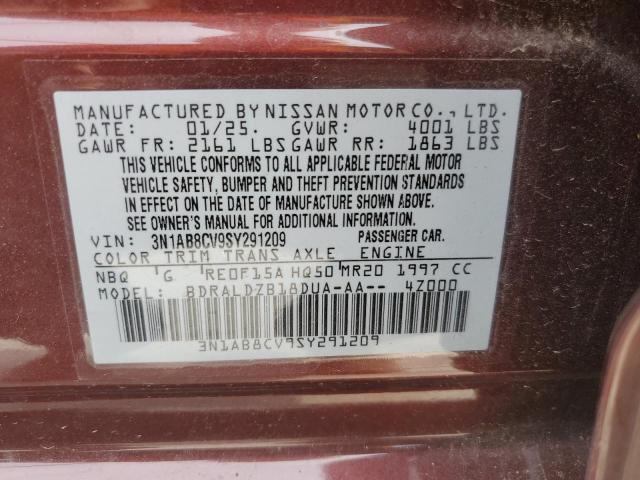 MANUFACTURED BY NISSAN MOTOR CO., LTD.
DATE: 01/25. GVWR: 4001 LBS
GAWR FR: 2161 LBS GAWR RR: 1863 LBS
THIS VEHICLE CONFORMS TO ALL APPLICABLE FEDERAL MOTOR
VEHICLE SAFETY, BUMPER AND THEFT PREVENTION STANDARDS
IN EFFECT ON THE DATE OF MANUFACTURE SHOWN ABOVE.
SEE OWNER'S MANUAL FOR ADDITIONAL INFORMATION.
VIN: 3N1AB8CV9SY291209 PASSENGER CAR.
COLOR TRIM TRANS AXLE ENGINE
NBQ G RE0F15A HQ50 MR20 1997 CC
MODEL: BDRALDZB18DUA-AA-- 4Z000
3N1AB8CV9SY291209